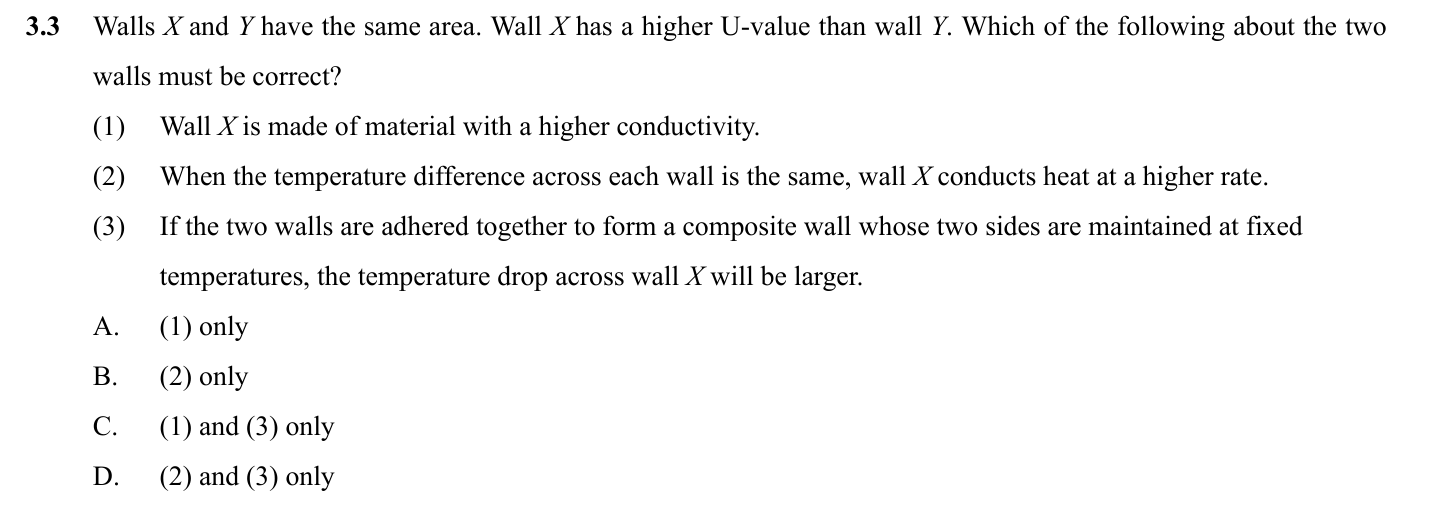 3.3 Walls X and Y have the same area. Wall X has a higher U-value than wall Y. Which of the following about the two
walls must be correct?
(1) Wall X is made of material with a higher conductivity.
(2) When the temperature difference across each wall is the same, wall X conducts heat at a higher rate.
(3) If the two walls are adhered together to form a composite wall whose two sides are maintained at fixed
temperatures, the temperature drop across wall X will be larger.
A. (1) only
B. (2) only
C. (1) and (3) only
D. (2) and (3) only